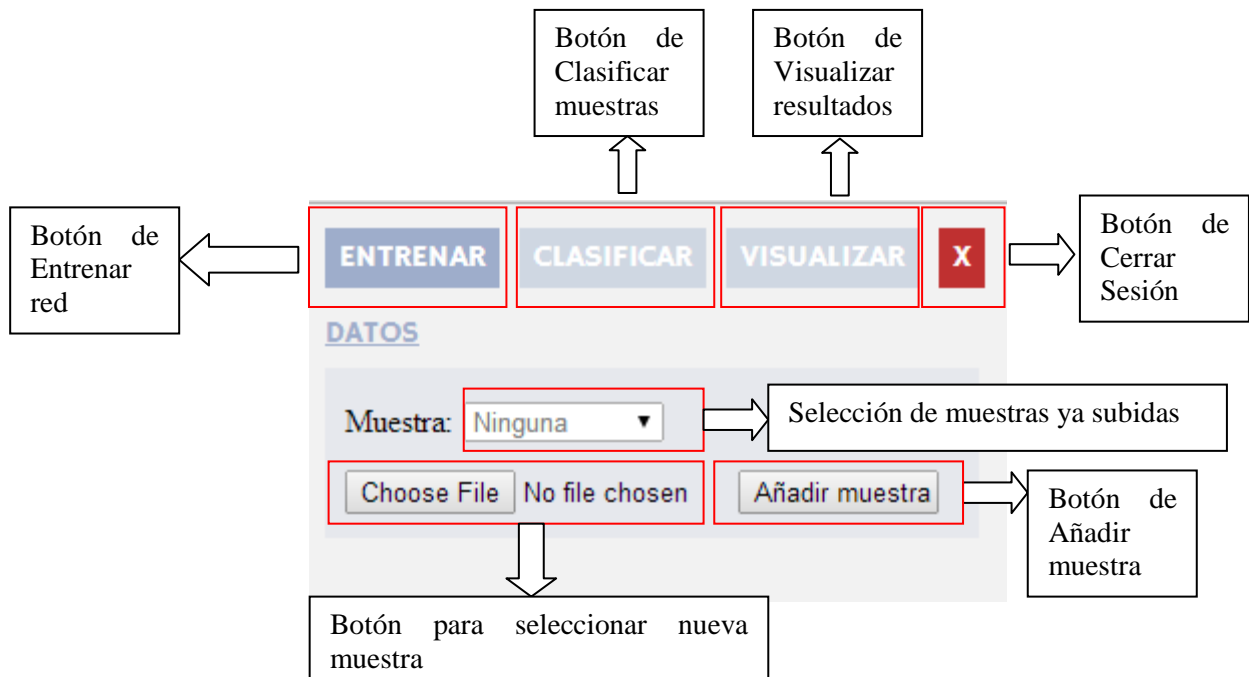 Botón de
Clasificar
muestras
Botón de
Visualizar
resultados
Botón de
Entrenar
red
ENTRENAR
CLASIFICAR
VISUALIZAR
X
Botón de
Cerrar
Sesión
DATOS
Muestra: Ninguna
Selección de muestras ya subidas
Choose File No file chosen
Añadir muestra
Botón de
Añadir
muestra
Botón para seleccionar nueva
muestra